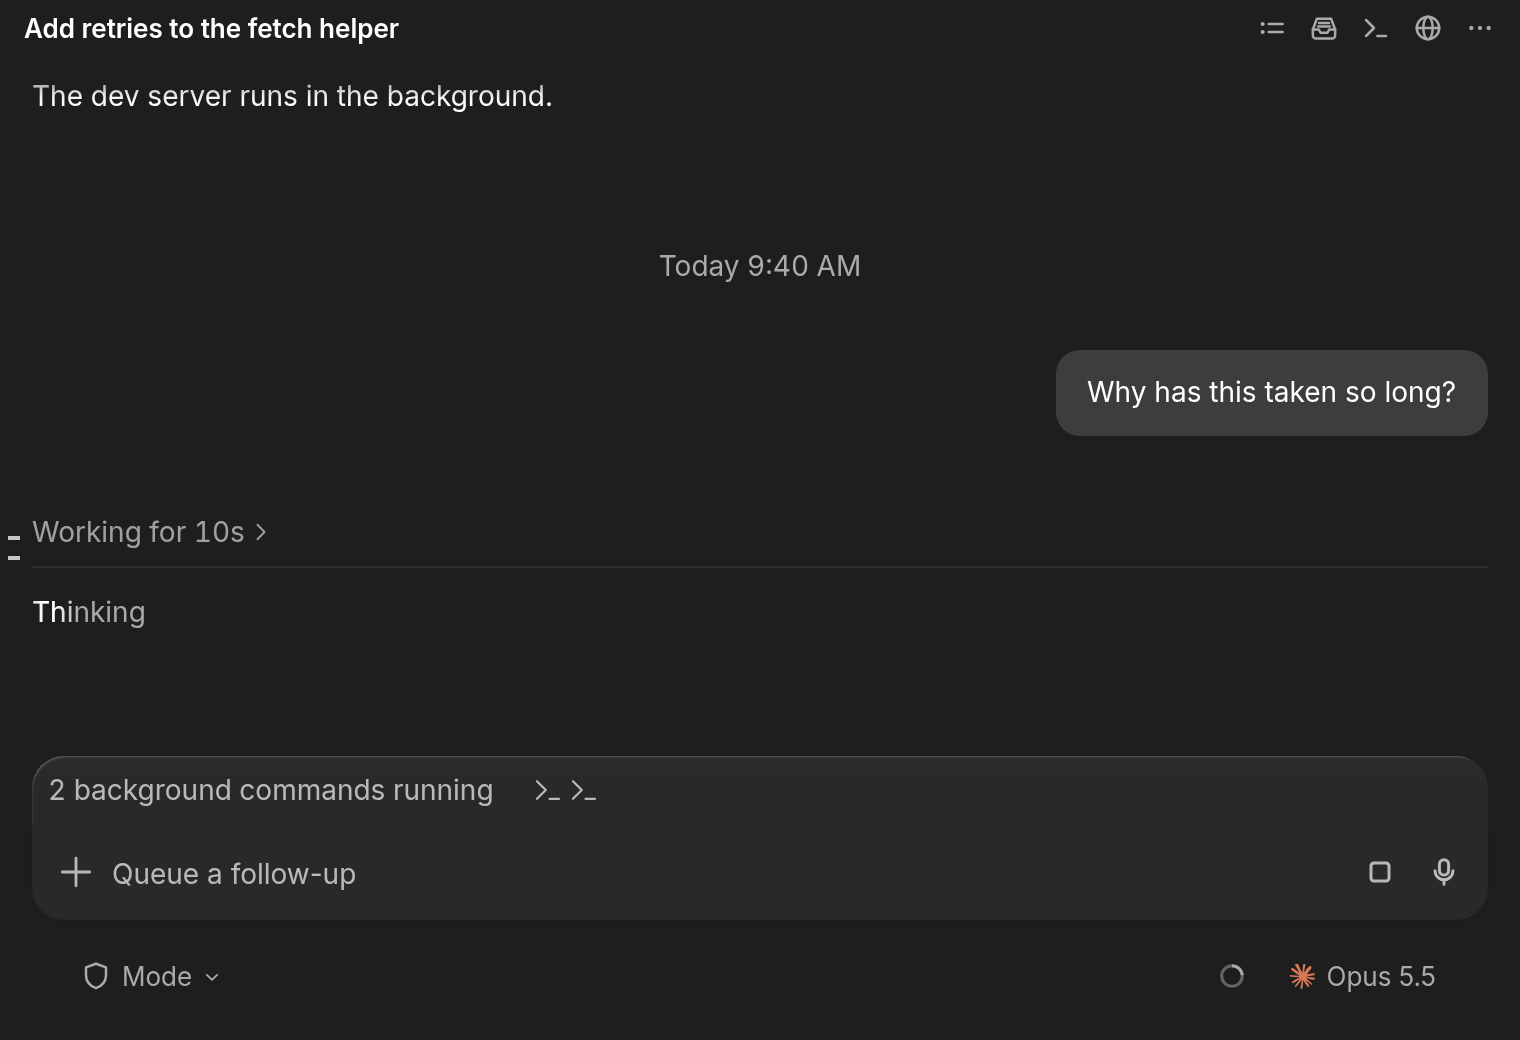 Add retries to the fetch helper
The dev server runs in the background.
Today 9:40 AM
Why has this taken so long?
Working for 10s
Thinking
2 background commands running
Queue a follow-up
Mode
Opus 5.5